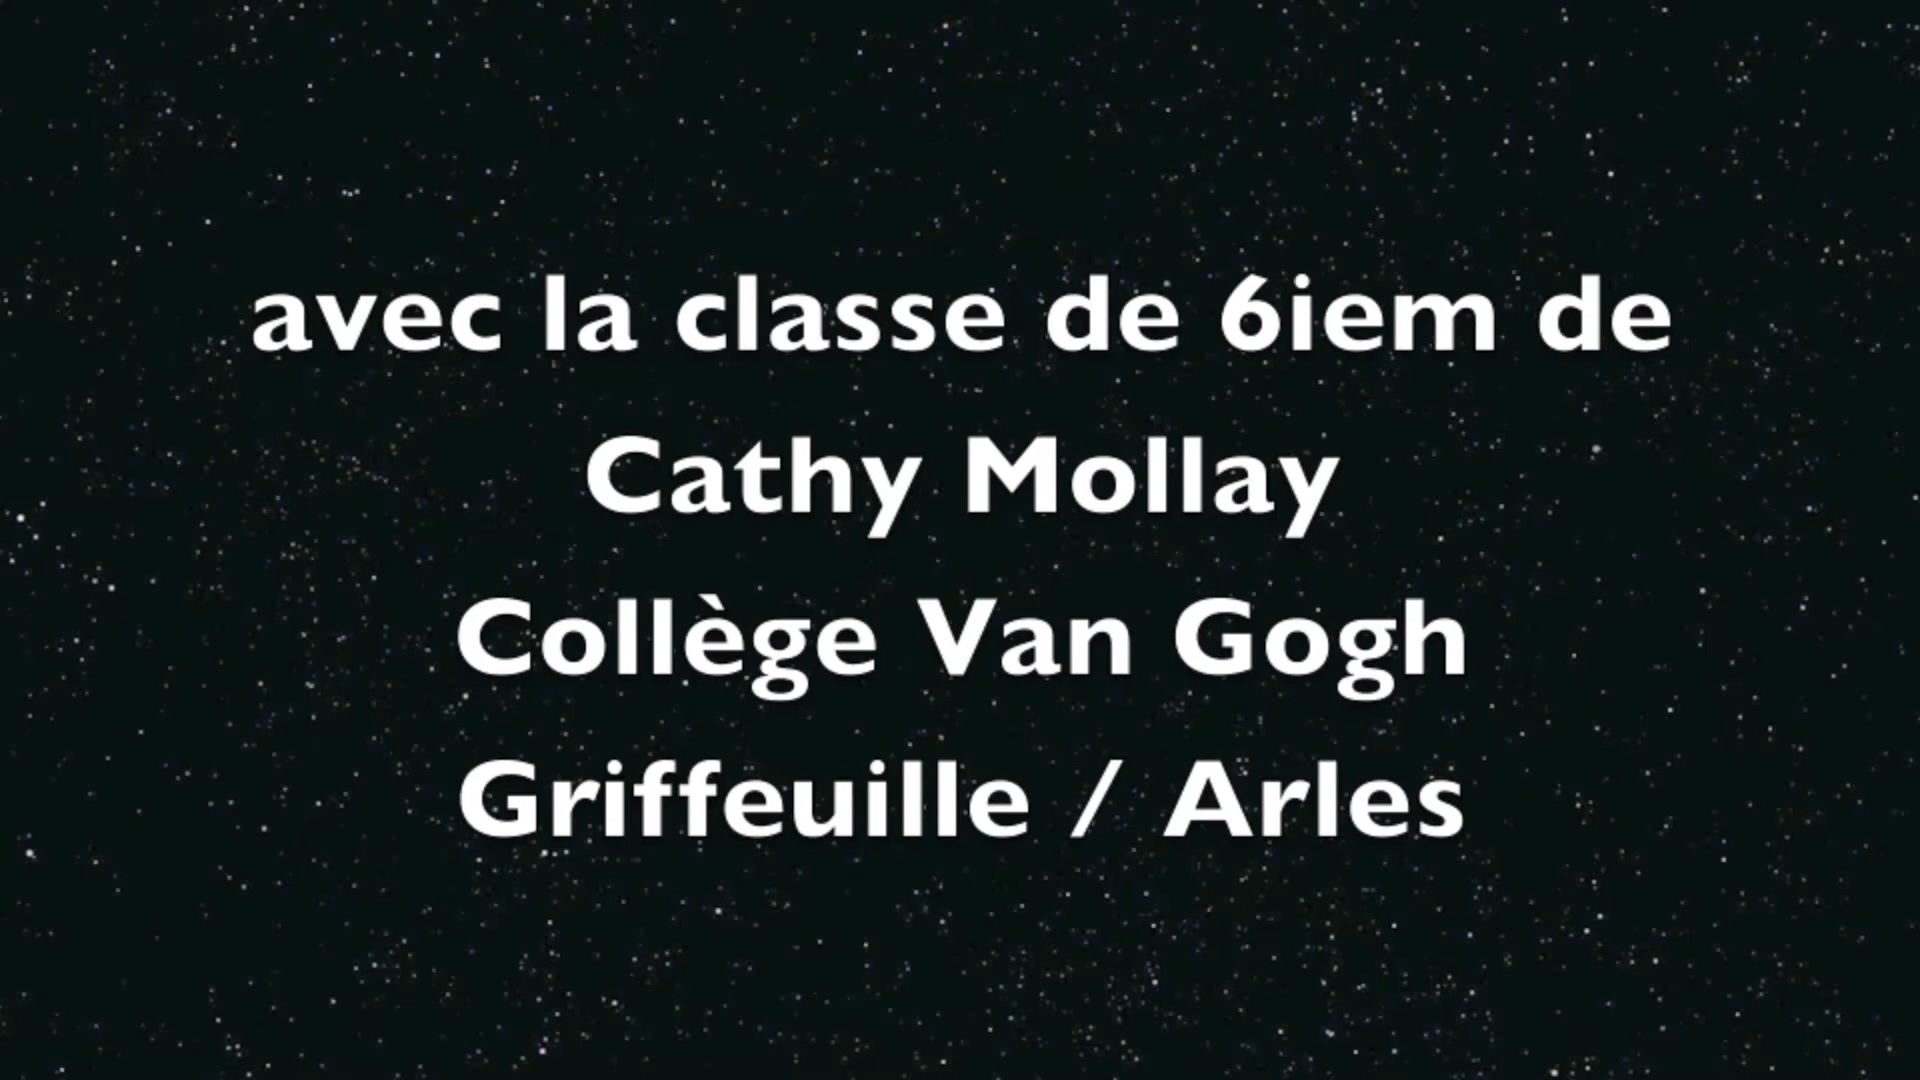 avec la classe de 6iem de
Cathy Mollay
Collège Van Gogh
Griffeuille / Arles